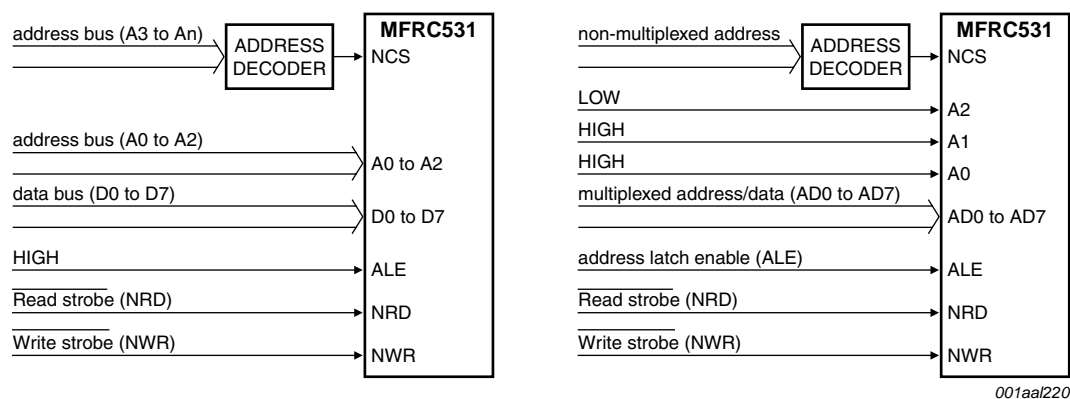 address bus (A3 to An)
ADDRESS
DECODER
MFRC531
NCS
address bus (A0 to A2)
A0 to A2
data bus (D0 to D7)
D0 to D7
HIGH
ALE
Read strobe (NRD)
NRD
Write strobe (NWR)
NWR
non-multiplexed address
ADDRESS
DECODER
MFRC531
NCS
LOW
A2
HIGH
A1
HIGH
A0
multiplexed address/data (AD0 to AD7)
AD0 to AD7
address latch enable (ALE)
ALE
Read strobe (NRD)
NRD
Write strobe (NWR)
NWR
001aal220